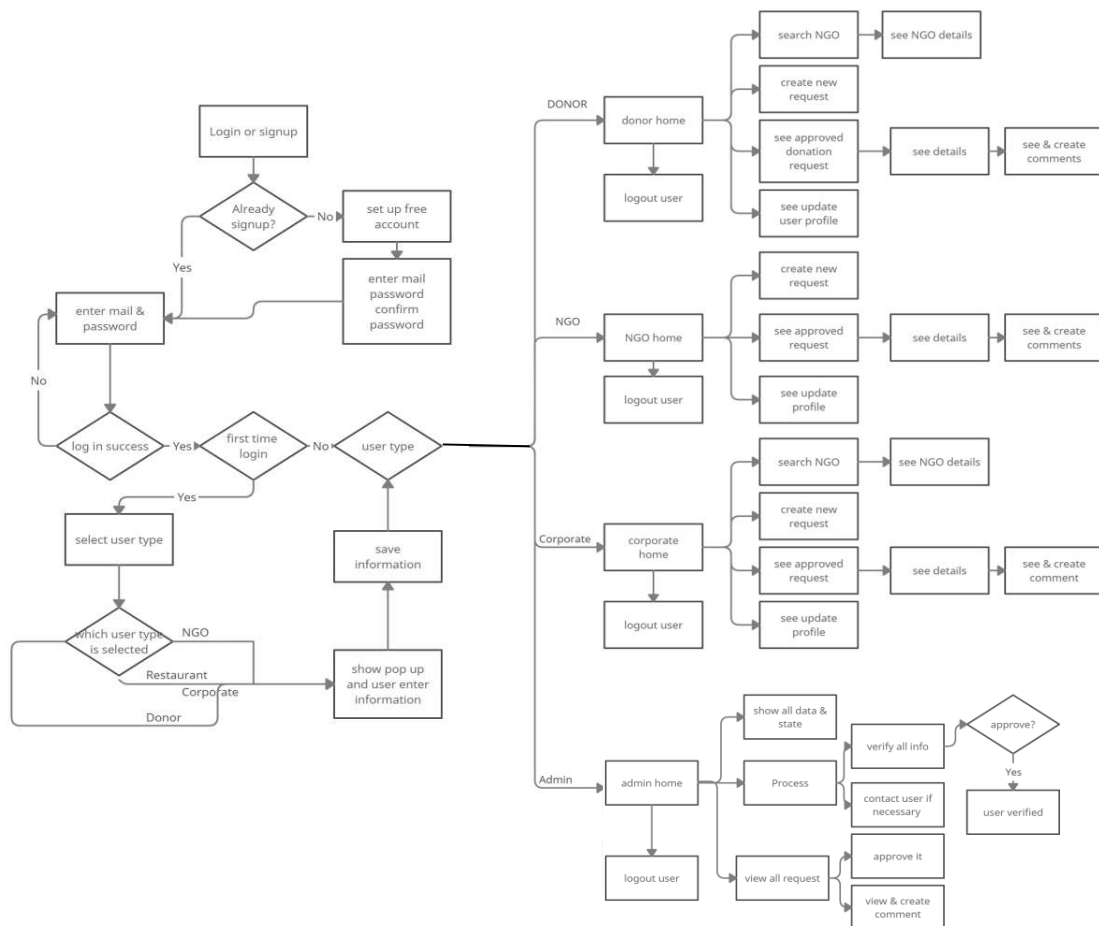 Login or signup
Already
signup?
No
set up free
account
Yes
enter mail
password
confirm
password
enter mail &
password
No
log in success
Yes
first time
login
No
user type
Yes
select user type
which user type
is selected
NGO
Restaurant
Corporate
Donor
save
information
show pop up
and user enter
information
DONOR
donor home
logout user
search NGO
see NGO details
create new
request
see approved
donation
request
see details
see & create
comments
see update
user profile
NGO
NGO home
logout user
create new
request
see approved
request
see details
see & create
comments
see update
profile
Corporate
corporate
home
logout user
search NGO
see NGO details
create new
request
see approved
request
see details
see & create
comment
see update
profile
Admin
admin home
logout user
show all data &
state
Process
verify all info
approve?
Yes
user verified
contact user if
necessary
view all request
approve it
view & create
comment